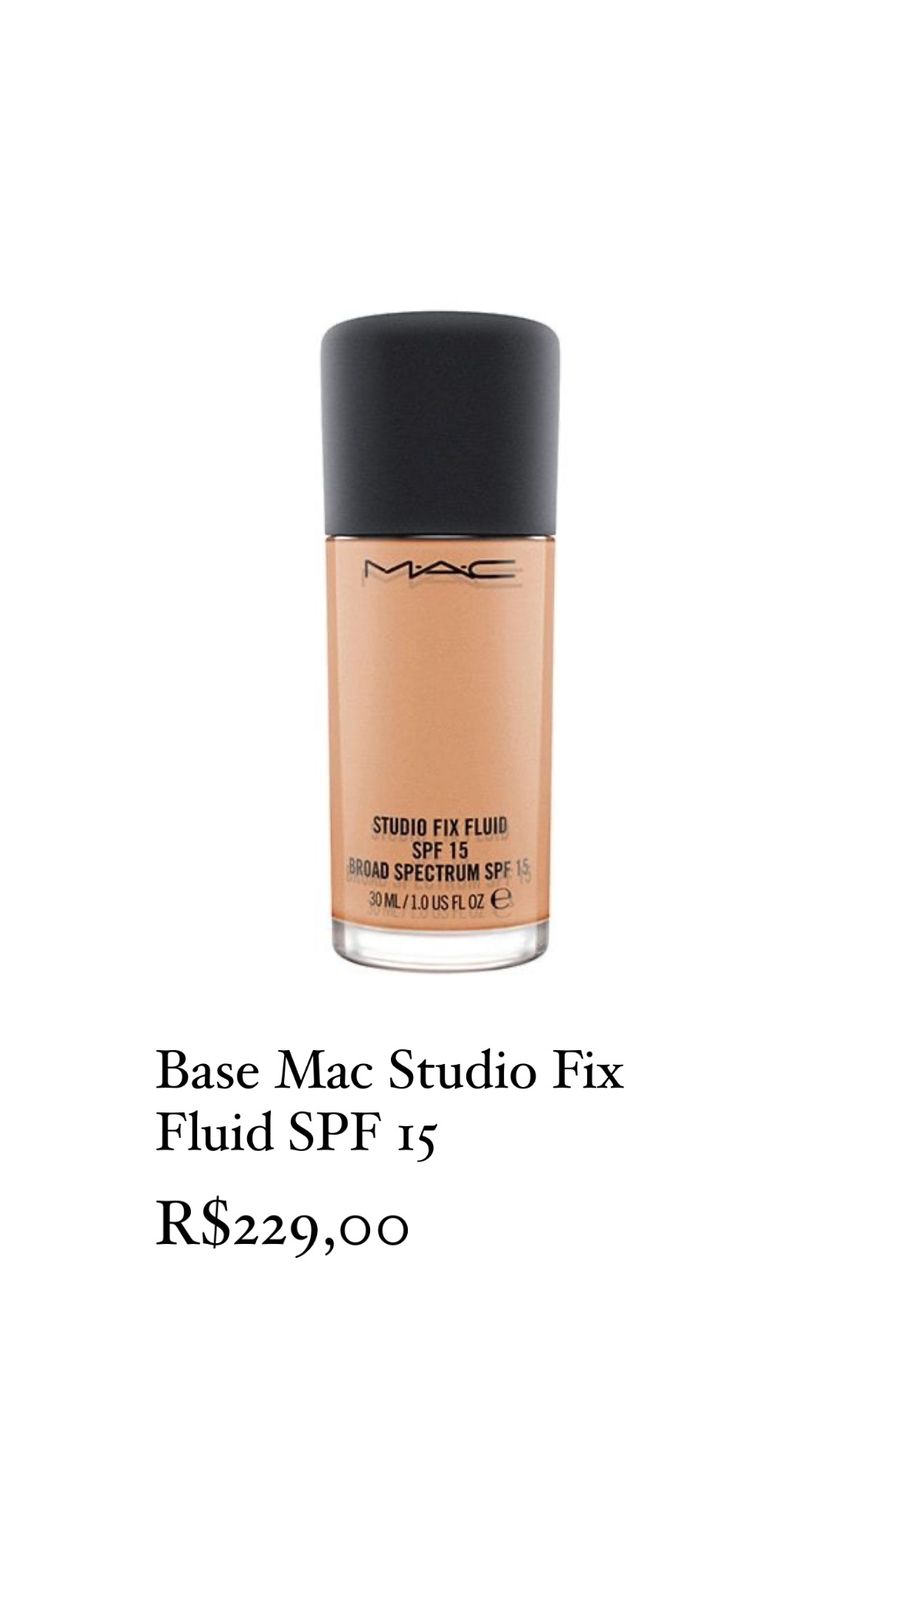 M·A·C
STUDIO FIX FLUID
SPF 15
BROAD SPECTRUM SPF 15
30 ML / 1.0 US FL OZ e
Base Mac Studio Fix
Fluid SPF 15
R$229,00